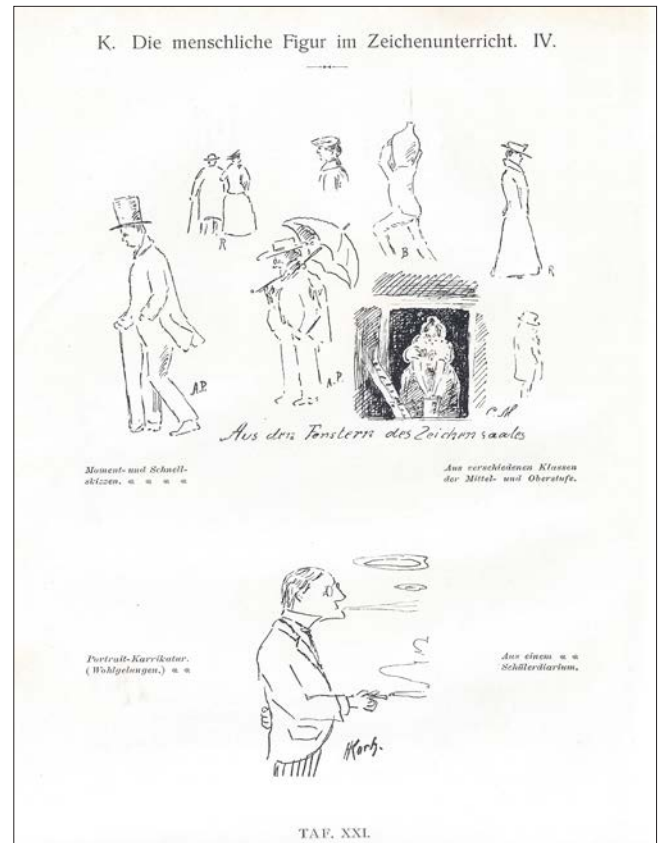 K. Die menschliche Figur im Zeichenunterricht. IV.
R
B
R
A.P.
A.P.
Aus den Fenstern des Zeichensaales
Moment- und Schnell-
skizzen.
Aus verschiedenen Klassen
der Mittel- und Oberstufe.
Portrait-Karrikatur.
(Wohlgelungen.)
Aus einem
Schülerdiarium.
HKoch.
TAF. XXI.